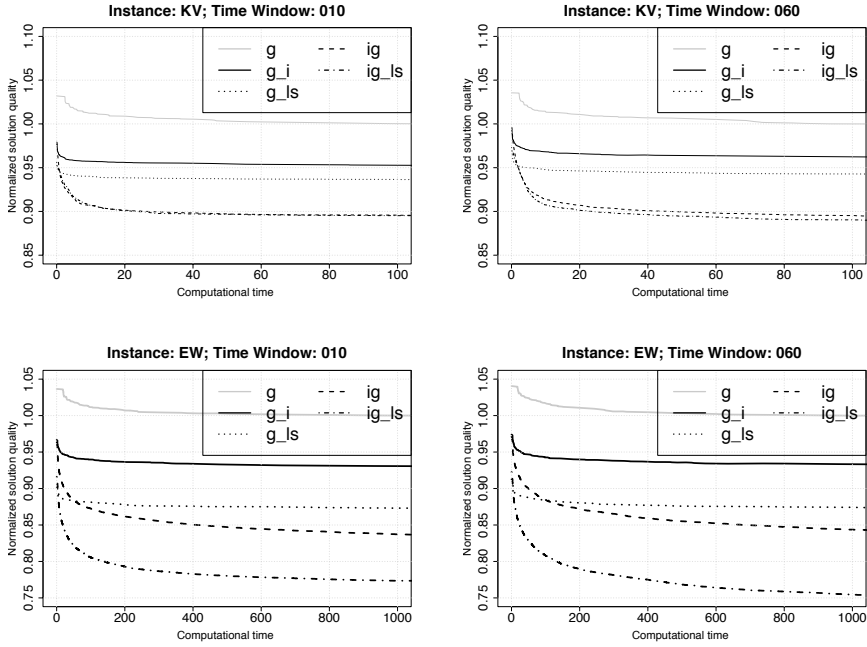 Instance: KV; Time Window: 010
Normalized solution quality
0.85 0.90 0.95 1.00 1.05 1.10
g
g_i
g_ls
ig
ig_ls
0 20 40 60 80 100
Computational time
Instance: KV; Time Window: 060
Normalized solution quality
0.85 0.90 0.95 1.00 1.05 1.10
g
g_i
g_ls
ig
ig_ls
0 20 40 60 80 100
Computational time
Instance: EW; Time Window: 010
Normalized solution quality
0.75 0.80 0.85 0.90 0.95 1.00 1.05
g
g_i
g_ls
ig
ig_ls
0 200 400 600 800 1000
Computational time
Instance: EW; Time Window: 060
Normalized solution quality
0.75 0.80 0.85 0.90 0.95 1.00 1.05
g
g_i
g_ls
ig
ig_ls
0 200 400 600 800 1000
Computational time